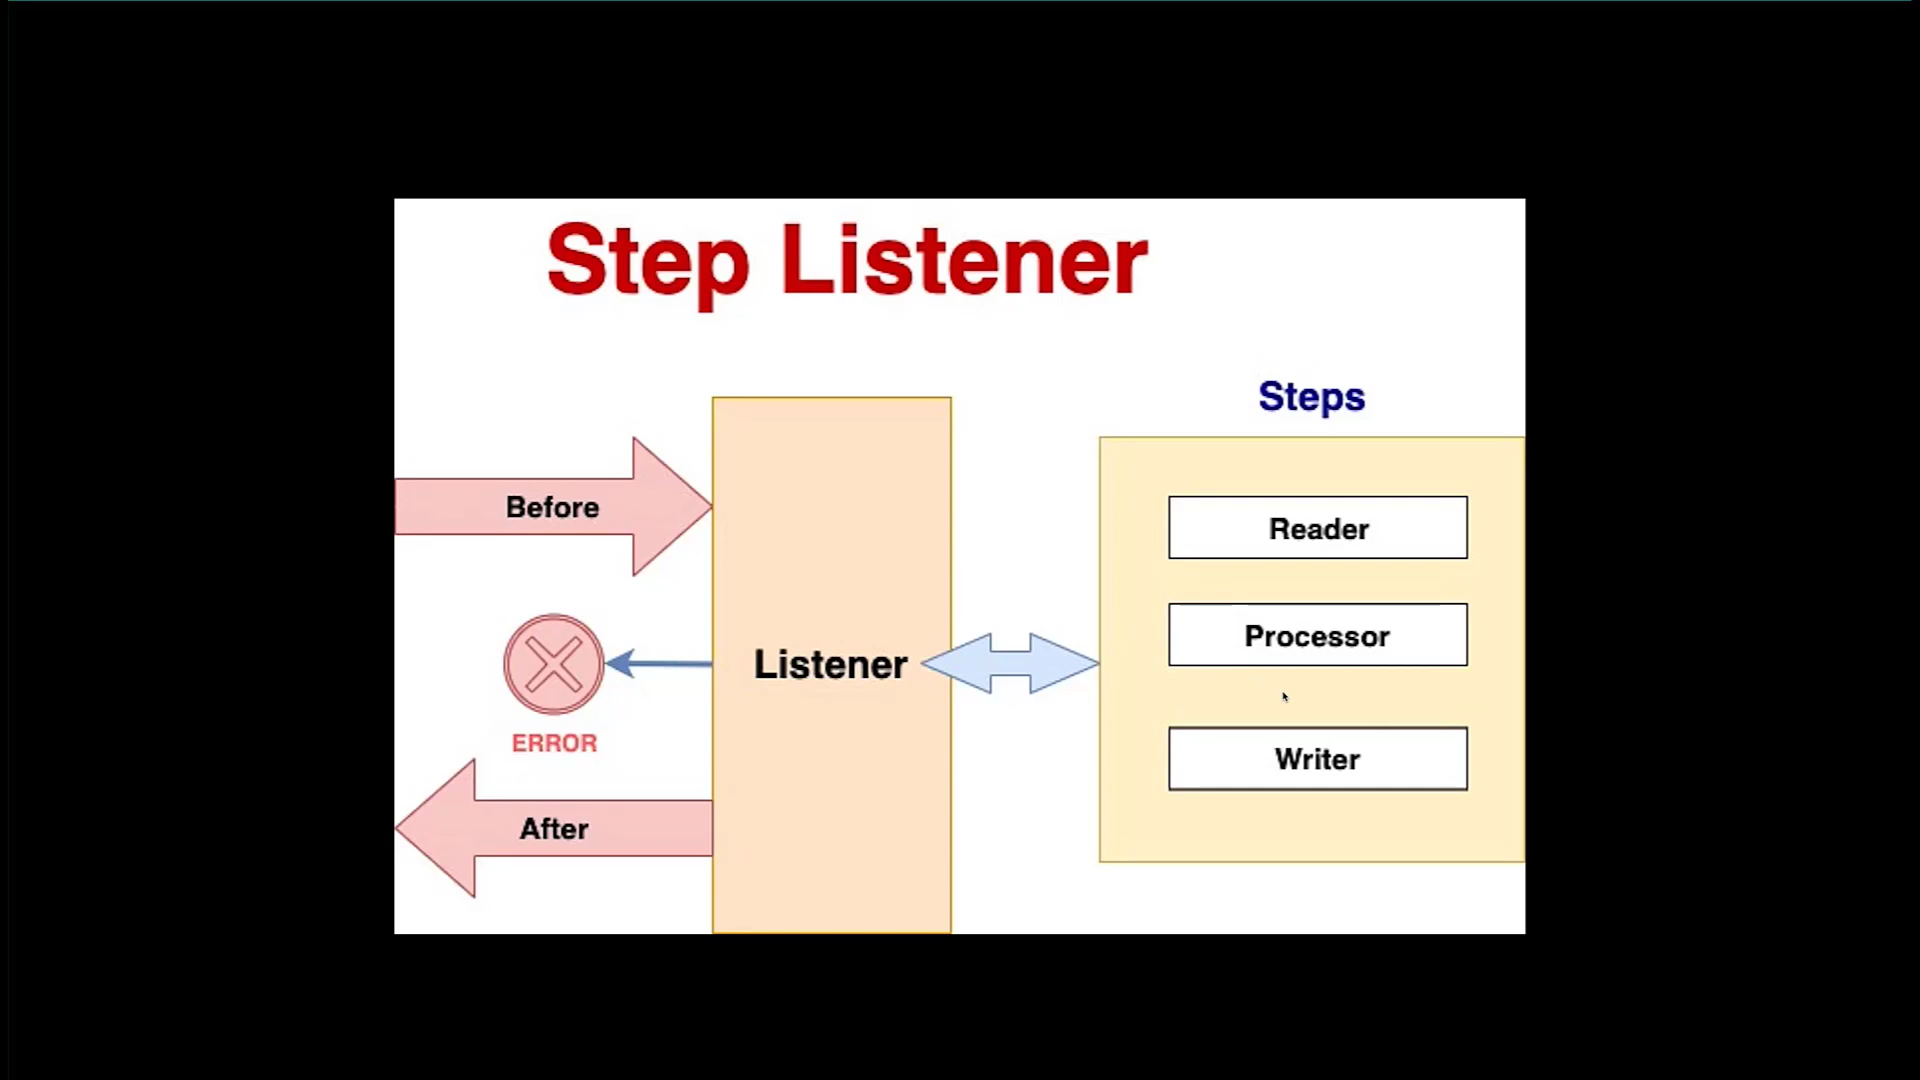 Step Listener
Steps
Before
Reader
Processor
Listener
ERROR
Writer
After